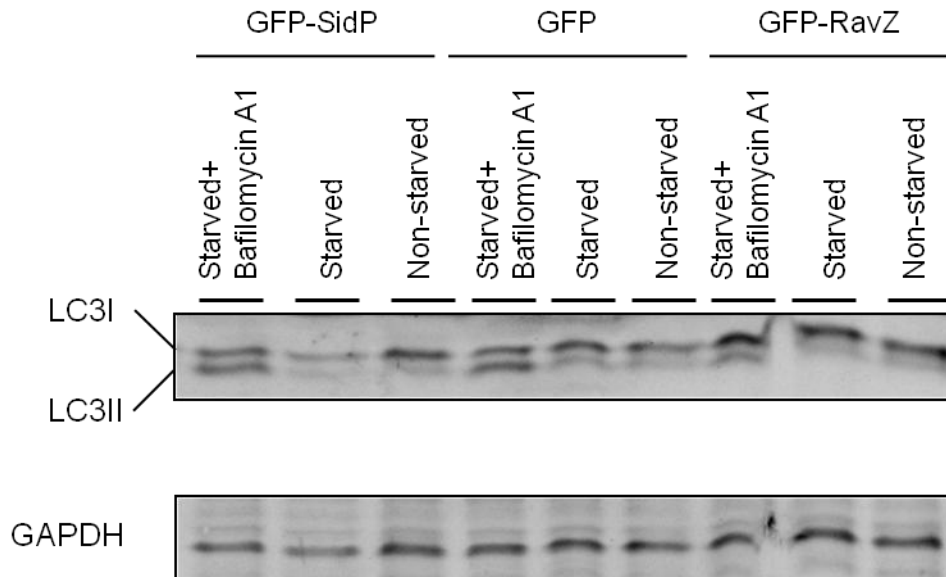 GFP-SidP
GFP
GFP-RavZ
Starved+
Bafilomycin A1
Starved
Non-starved
Starved+
Bafilomycin A1
Starved
Non-starved
Starved+
Bafilomycin A1
Starved
Non-starved
LC3I
LC3II
GAPDH